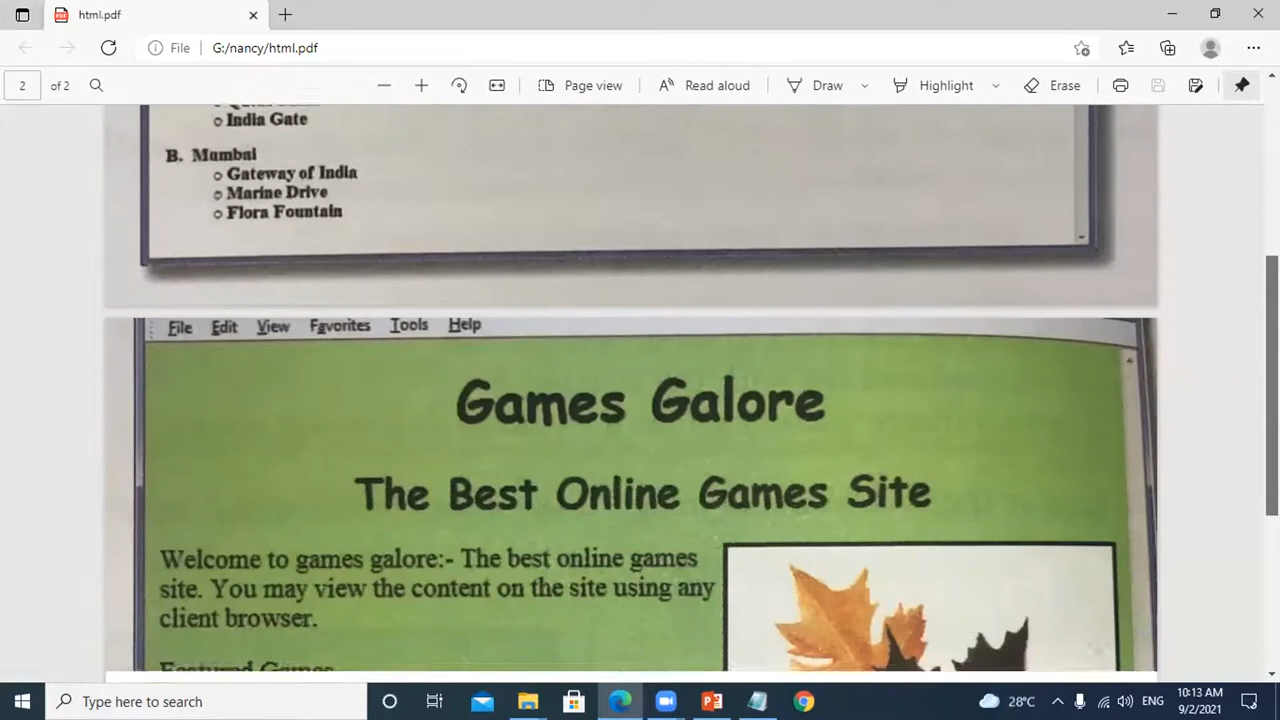 html.pdf
File G:/nancy/html.pdf
2 of 2 Page view Read aloud Draw Highlight Erase
India Gate
B. Mumbai
Gateway of India
Marine Drive
Flora Fountain
File Edit View Favorites Tools Help
Games Galore
The Best Online Games Site
Welcome to games galore:- The best online games
site. You may view the content on the site using any
client browser.
Featured Games
Type here to search
28°C ENG
10:13 AM
9/2/2021